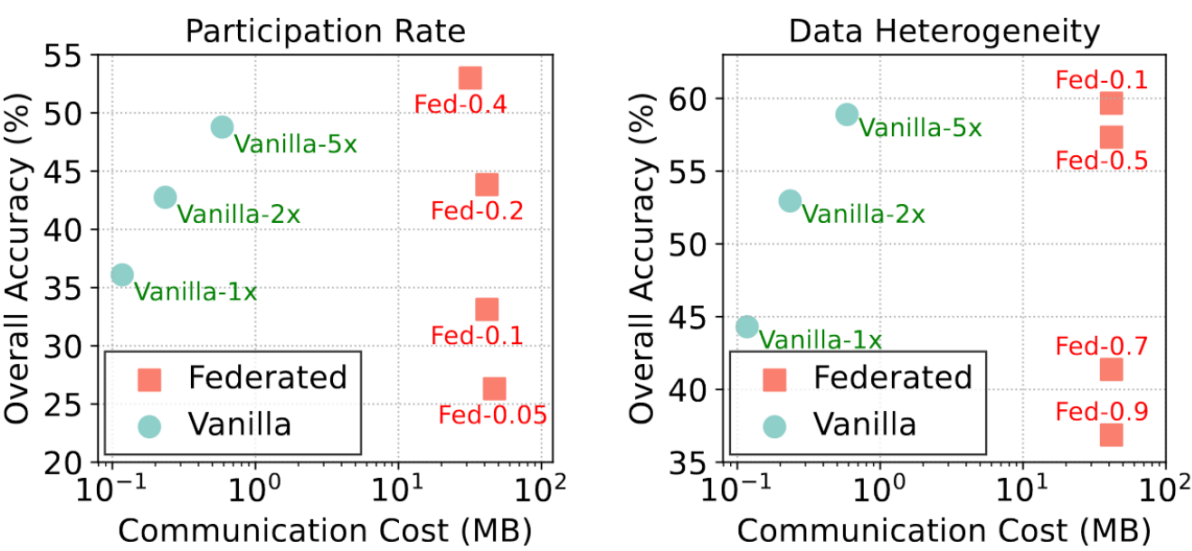 Participation Rate
Overall Accuracy (%)
55
50
45
40
35
30
25
20
Fed-0.4
Vanilla-5x
Fed-0.2
Vanilla-2x
Vanilla-1x
Fed-0.1
Fed-0.05
Federated
Vanilla
10⁻¹ 10⁰ 10¹ 10²
Communication Cost (MB)
Data Heterogeneity
Overall Accuracy (%)
60
55
50
45
40
35
Fed-0.1
Vanilla-5x
Fed-0.5
Vanilla-2x
Vanilla-1x
Fed-0.7
Fed-0.9
Federated
Vanilla
10⁻¹ 10⁰ 10¹ 10²
Communication Cost (MB)